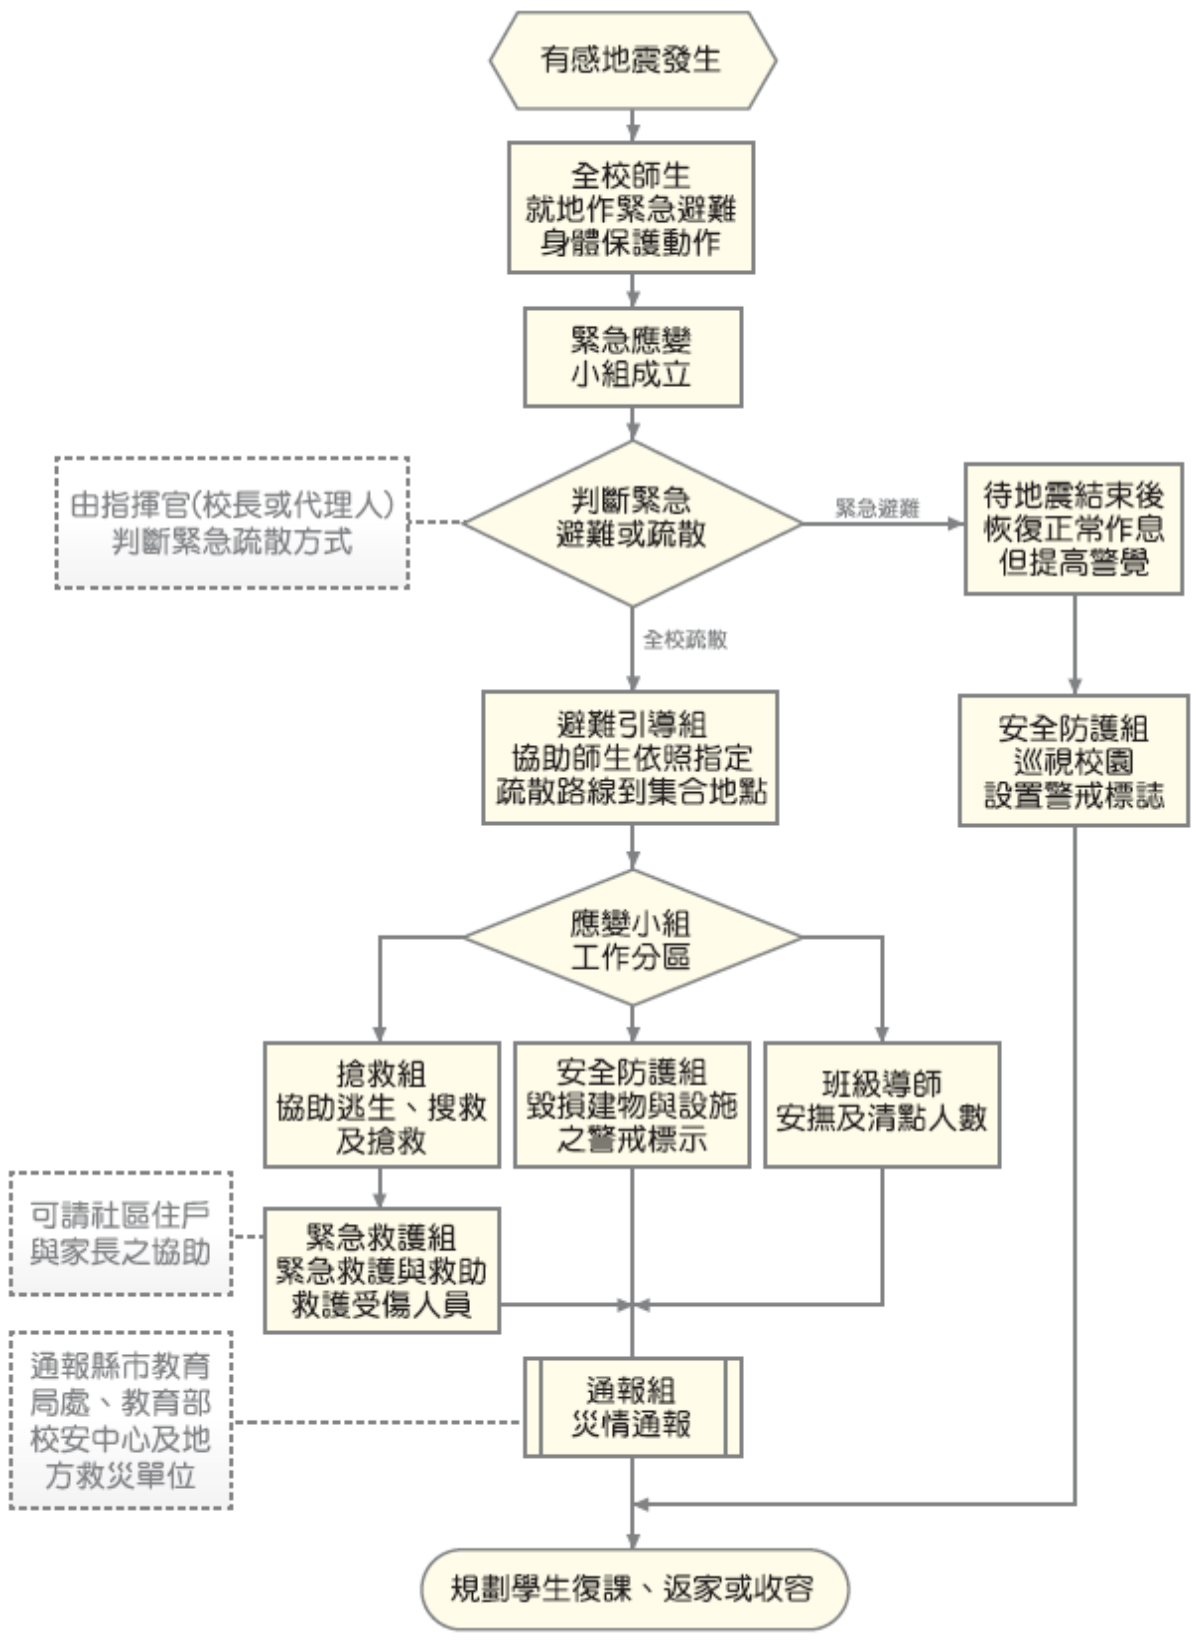 有感地震發生
全校師生
就地作緊急避難
身體保護動作
緊急應變
小組成立
由指揮官(校長或代理人)
判斷緊急疏散方式
判斷緊急
避難或疏散
緊急避難
待地震結束後
恢復正常作息
但提高警覺
全校疏散
避難引導組
協助師生依照指定
疏散路線到集合地點
安全防護組
巡視校園
設置警戒標誌
應變小組
工作分區
搶救組
協助逃生、搜救
及搶救
安全防護組
毀損建物與設施
之警戒標示
班級導師
安撫及清點人數
可請社區住戶
與家長之協助
緊急救護組
緊急救護與救助
救護受傷人員
通報縣市教育
局處、教育部
校安中心及地
方救災單位
通報組
災情通報
規劃學生復課、返家或收容